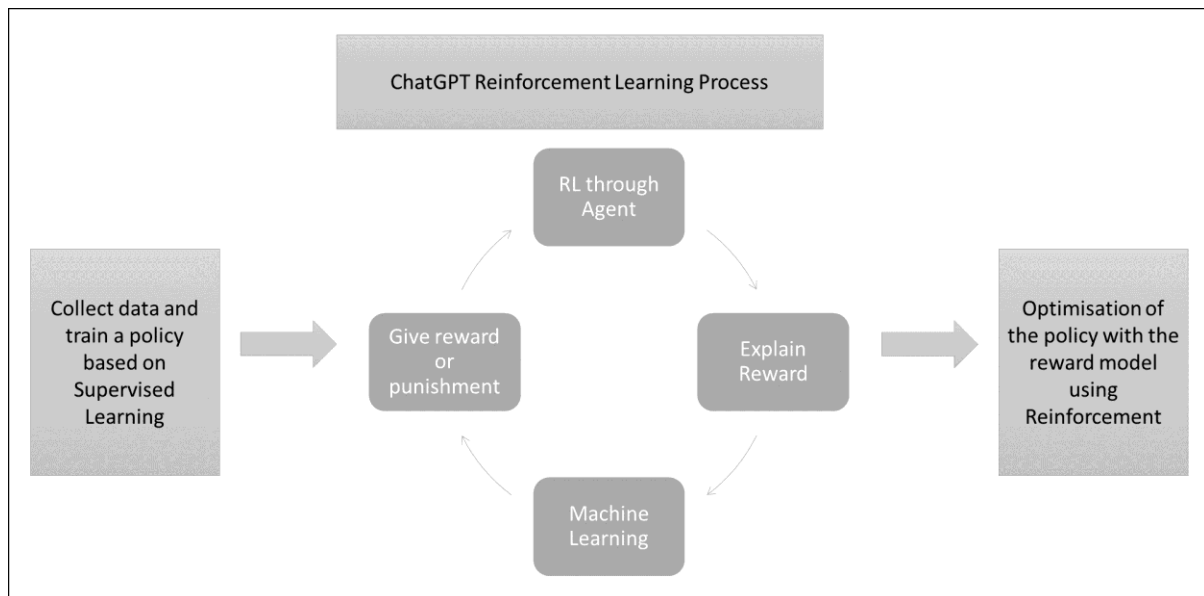 ChatGPT Reinforcement Learning Process
RL through
Agent
Collect data and
train a policy
based on
Supervised
Learning
Give reward
or
punishment
Explain
Reward
Optimisation of
the policy with the
reward model
using
Reinforcement
Machine
Learning